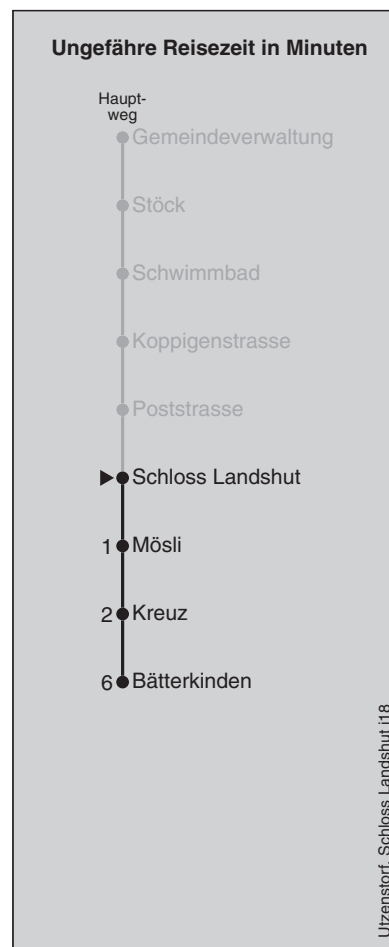 Ungefähre Reisezeit in Minuten
Haupt-
weg
Gemeindeverwaltung
Stöck
Schwimmbad
Koppigenstrasse
Poststrasse
Schloss Landshut
1 Mösli
2 Kreuz
6 Bätterkinden
Utzenstorf, Schloss Landshut j18